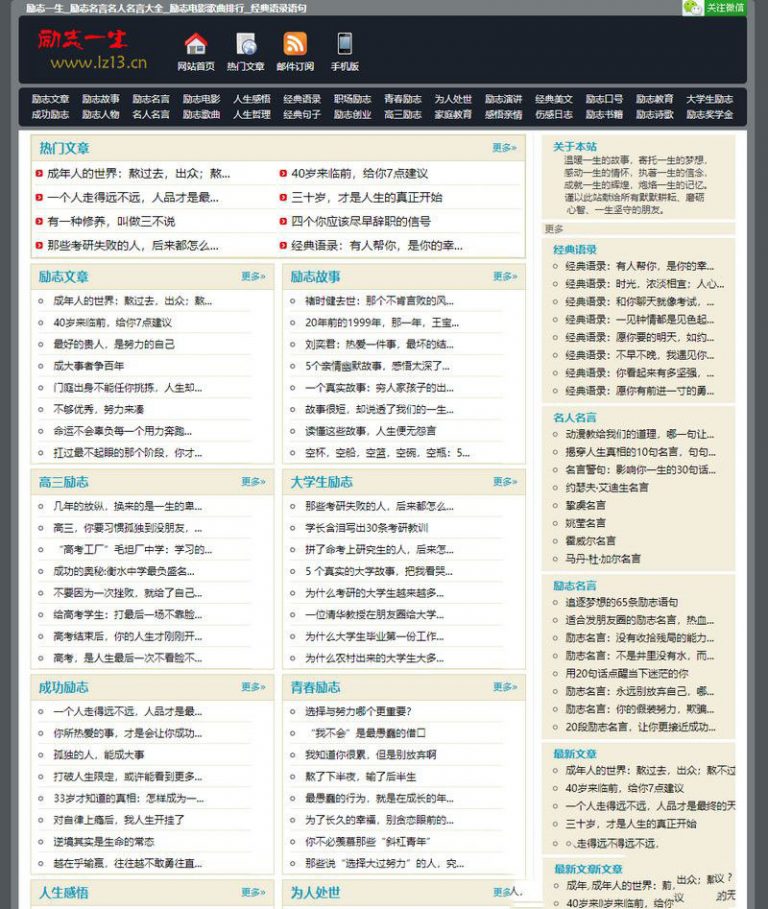 励志一生_励志名言名人名言大全_励志电影歌曲排行_经典语录语句
关注微信
励志一生
www.lz13.cn
网站首页 热门文章 邮件订阅 手机版
励志文章 励志故事 励志名言 励志电影 人生感悟 经典语录 职场励志 青春励志 为人处世 励志演讲 经典美文 励志口号 励志教育 大学生励志
成功励志 励志人物 名人名言 励志歌曲 人生哲理 经典句子 励志创业 高三励志 家庭教育 感悟亲情 伤感日志 励志书籍 励志诗歌 励志奖学金
热门文章 更多»
成年人的世界：熬过去，出众；熬...
40岁来临前，给你7点建议
一个人走得远不远，人品才是最...
三十岁，才是人生的真正开始
有一种修养，叫做三不说
四个你应该尽早辞职的信号
那些考研失败的人，后来都怎么...
经典语录：有人帮你，是你的幸...
励志文章 更多»
成年人的世界：熬过去，出众；熬...
40岁来临前，给你7点建议
最好的贵人，是努力的自己
成大事者争百年
门庭出身不能任你挑拣，人生却...
不够优秀，努力来凑
命运不会辜负每一个用力奔跑...
扛过最不起眼的那个阶段，你才...
励志故事 更多»
褚时健去世：那个不肯言败的风...
20年前的1999年，那一年，王宝...
刘奕君：热爱一件事，最坏的结...
5个亲情幽默故事，感悟太深了...
一个真实故事：穷人家孩子的出...
故事很短，却说透了我们的一生...
读懂这些故事，人生便无怨言
空杯，空船，空篮，空碗，空瓶：5...
高三励志 更多»
几年的放纵，换来的是一生的卑...
高三，你要习惯孤独到没朋友，...
“高考工厂”毛坦厂中学：学习的...
成功的奥秘:衡水中学最负盛名...
不要因为一次挫败，就给了自己...
给高考学生：打最后一场不靠脸...
高考结束后，你的人生才刚刚开...
高考，是人生最后一次不看脸不...
大学生励志 更多»
那些考研失败的人，后来都怎么...
学长含泪写出30条考研教训
拼了命考上研究生的人，后来怎...
5 个真实的大学故事，把我看哭...
为什么考研的大学生越来越多...
一位清华教授在朋友圈给大学...
为什么大学生毕业第一份工作...
为什么农村出来的大学生大多...
成功励志 更多»
一个人走得远不远，人品才是最...
你所热爱的事，才是会让你成功...
孤独的人，能成大事
打破人生限定，或许能看到更多...
33岁才知道的真相：怎样成为一...
对自律上瘾后，我人生开挂了
逆境其实是生命的常态
越在乎输赢，往往越不敢勇往直...
青春励志 更多»
选择与努力哪个更重要？
“我不会”是最愚蠢的借口
我知道你很累，但是别放弃啊
熬了下半夜，输了后半生
最愚蠢的行为，就是在成长的年...
为了长久的幸福，别贪恋眼前的...
你不必羡慕那些“斜杠青年”
那些说“选择大过努力”的人，究...
人生感悟 更多»
为人处世 更多
关于本站
温暖一生的故事，寄托一生的梦想，
感动一生的情怀，执著一生的信念，
成就一生的辉煌，炮烙一生的记忆。
谨以此站献给所有默默耕耘、磨砺
心智、一生坚守的朋友。
更多
经典语录
经典语录：有人帮你，是你的幸...
经典语录：时光，浓淡相宜；人心...
经典语录：和你聊天就像考试，...
经典语录：一见钟情都是见色起...
经典语录：愿你要的明天，如约...
经典语录：不早不晚，我遇见你...
经典语录：你看起来有多坚强，...
经典语录：愿你有前进一寸的勇...
名人名言
动漫教给我们的道理，哪一句让...
揭穿人生真相的10句名言，句句...
名言警句：影响你一生的30句话...
约瑟夫·艾迪生名言
挚虞名言
姚莹名言
霍威尔名言
马丹·杜·加尔名言
励志名言
追逐梦想的65条励志语句
适合发朋友圈的励志名言，热血...
励志名言：没有收拾残局的能力...
励志名言：不是井里没有水，而...
用20句话点醒当下迷茫的你
励志名言：永远别放弃自己，哪...
励志名言：你的假装努力，欺骗...
20段励志名言，让你更接近成功...
最新文章
成年人的世界：熬过去，出众；熬不过
40岁来临前，给你7点建议
一个人走得远不远，人品才是最终的天
三十岁，才是人生的真正开始
走得远不得远不远，